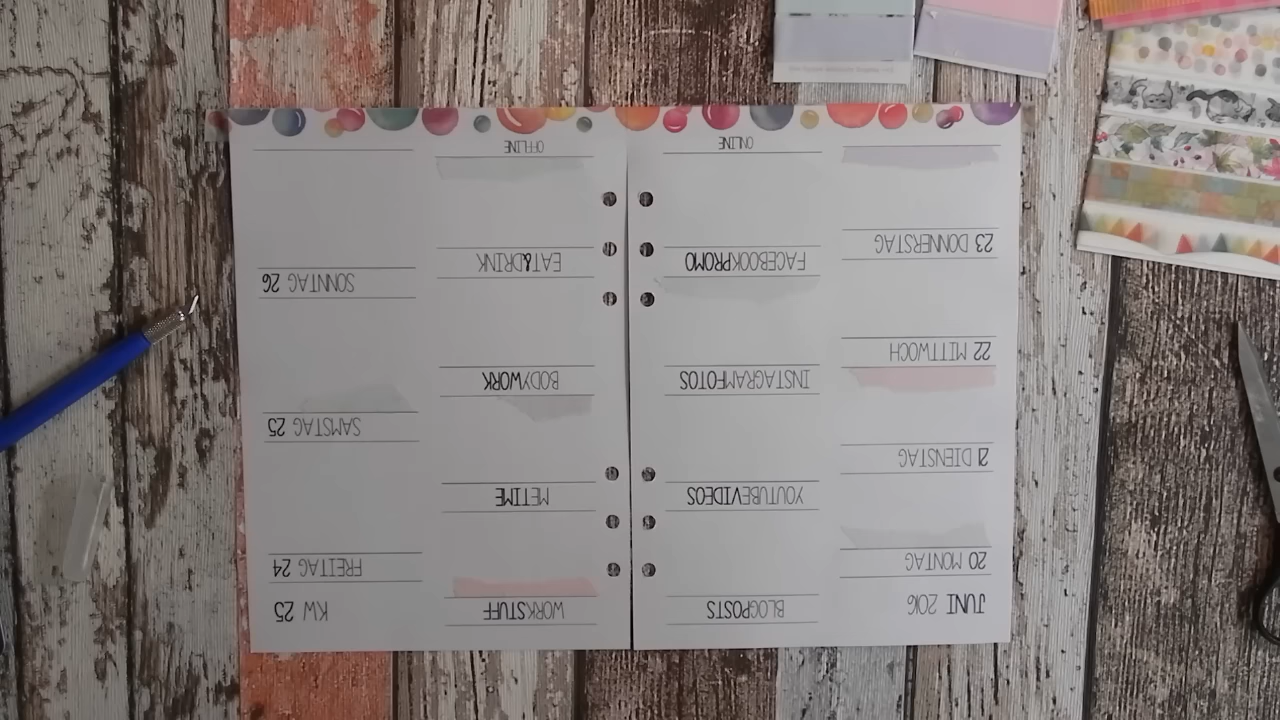 JUNI 2016
20 MONTAG
21 DIENSTAG
22 MITTWOCH
23 DONNERSTAG
BLOGPOSTS
YOUTUBEVIDEOS
INSTAGRAMFOTOS
FACEBOOKPROMO
ONLINE
WORKSTUFF
METIME
BODYWORK
EAT&DRINK
OFFLINE
KW 25
FREITAG 24
SAMSTAG 25
SONNTAG 26